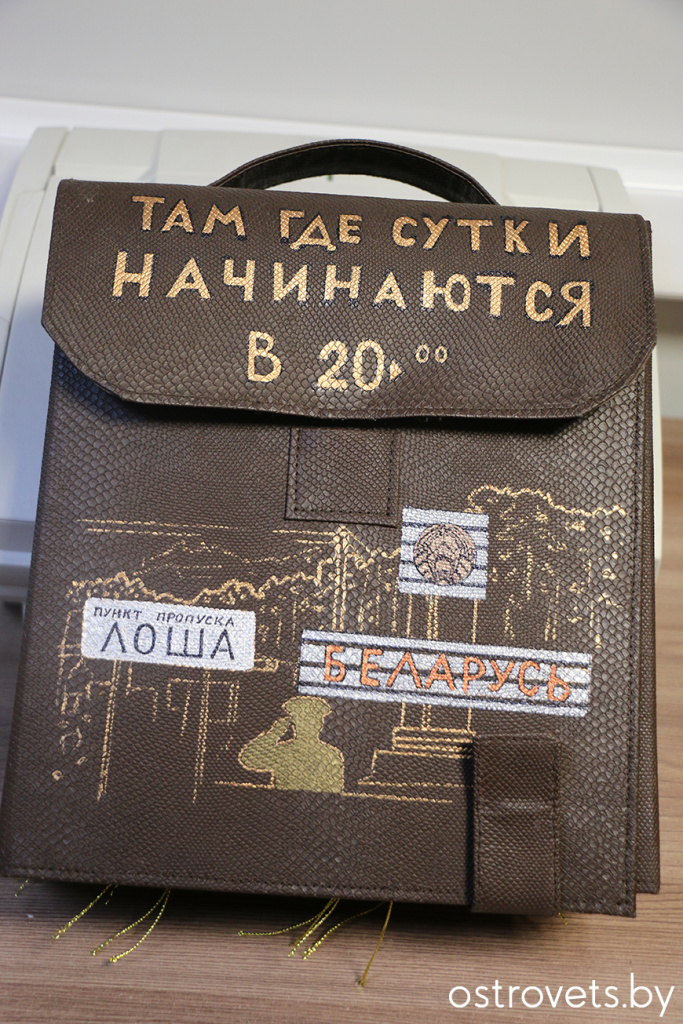 ТАМ ГДЕ СУТКИ
НАЧИНАЮТСЯ
В 20 00
ПУНКТ ПРОПУСКА
ЛОША
БЕЛАРУСЬ
ostrovets.by